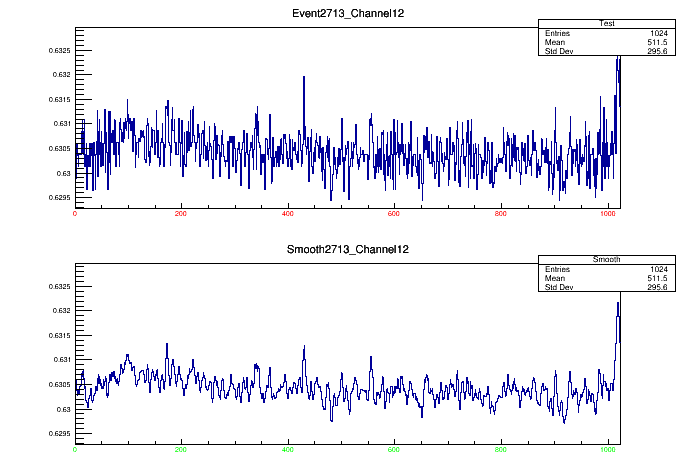 Event2713_Channel12
Test
Entries 1024
Mean 511.5
Std Dev 295.6
0.6325
0.632
0.6315
0.631
0.6305
0.63
0.6295
0 200 400 600 800 1000
Smooth2713_Channel12
Smooth
Entries 1024
Mean 511.5
Std Dev 295.6
0.6325
0.632
0.6315
0.631
0.6305
0.63
0.6295
0 200 400 600 800 1000